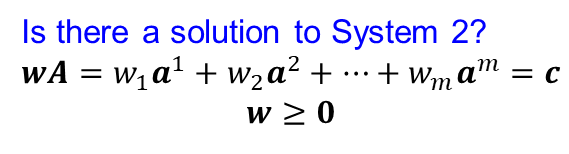 Is there a solution to System 2?
wA = w₁a¹ + w₂a² + ⋯ + wₘaᵐ = c
w ≥ 0